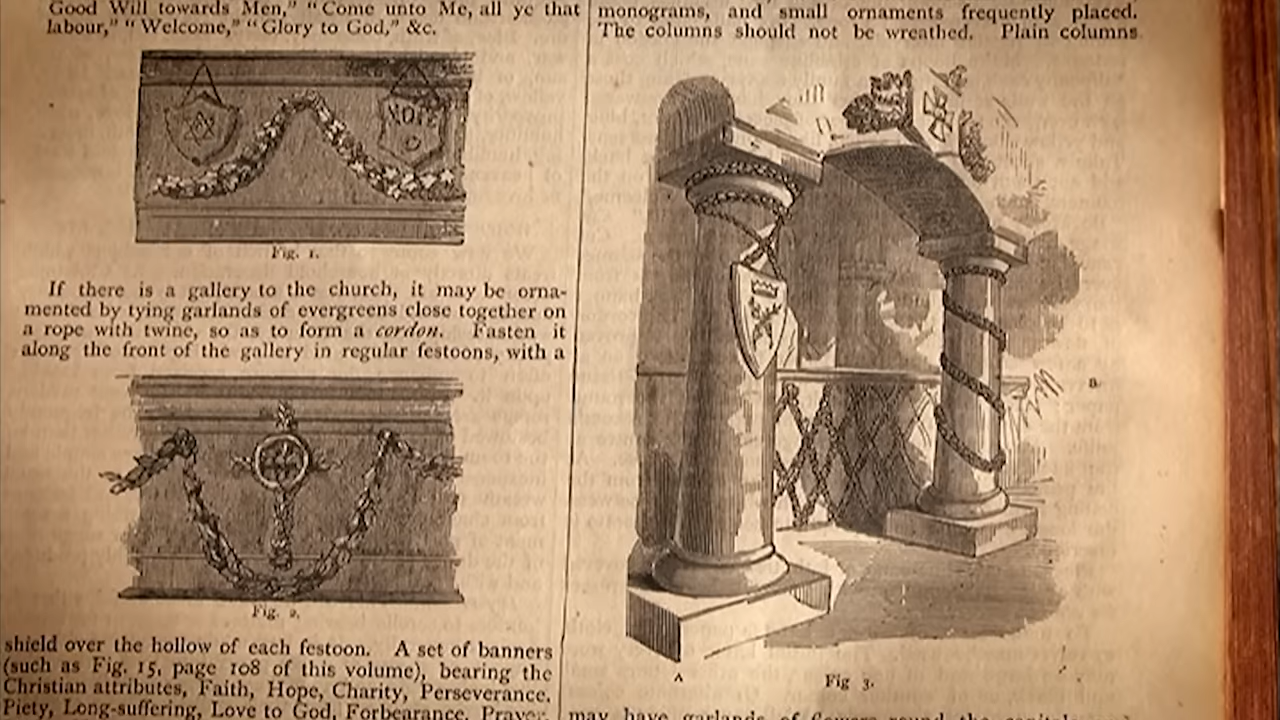 Good Will towards Men," "Come unto Me, all ye that
labour," "Welcome," "Glory to God," &c.
Fig. 1.
If there is a gallery to the church, it may be orna-
mented by tying garlands of evergreens close together on
a rope with twine, so as to form a cordon. Fasten it
along the front of the gallery in regular festoons, with a
Fig. 2.
shield over the hollow of each festoon. A set of banners
(such as Fig. 15, page 108 of this volume), bearing the
Christian attributes, Faith, Hope, Charity, Perseverance,
Piety, Long-suffering, Love to God, Forbearance, Prayer,
monograms, and small ornaments frequently placed.
The columns should not be wreathed. Plain columns
B
A
Fig 3.
may have garlands of flowers round the capitals